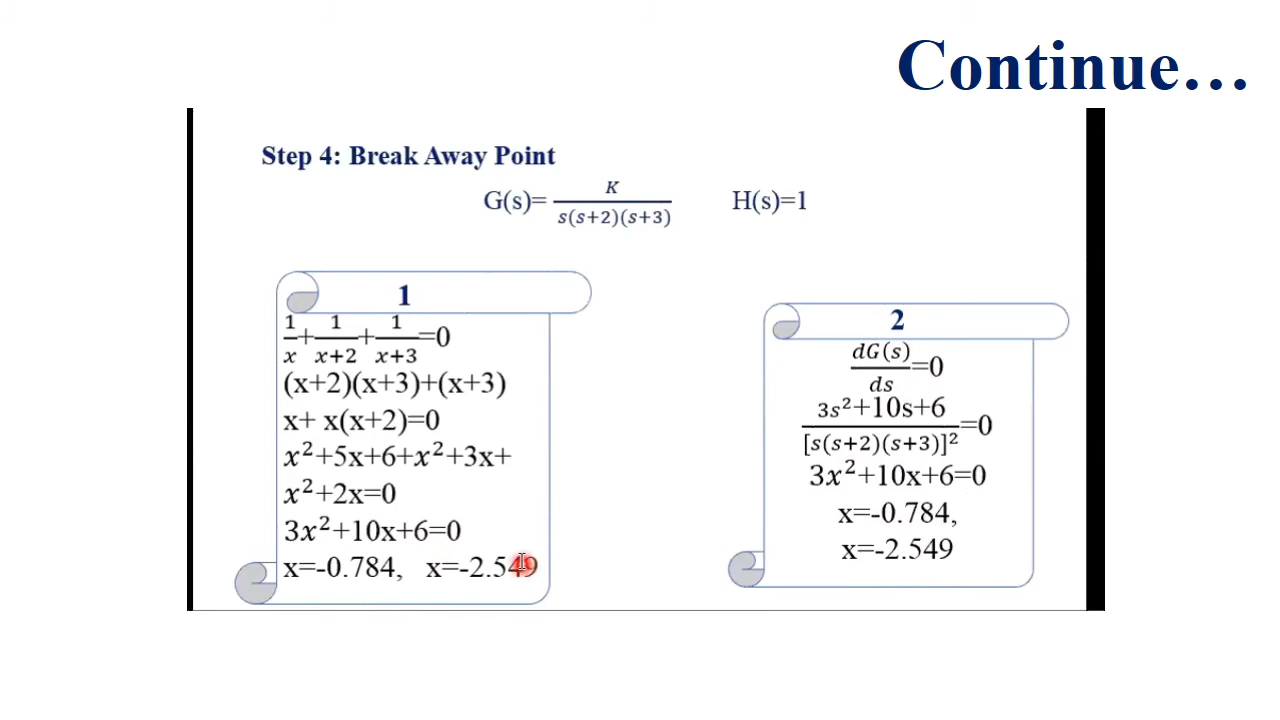 Continue…
Step 4: Break Away Point
G(s)= K / s(s+2)(s+3) H(s)=1
1
1/x + 1/x+2 + 1/x+3 =0
(x+2)(x+3)+(x+3)
x+ x(x+2)=0
x²+5x+6+x²+3x+
x²+2x=0
3x²+10x+6=0
x=-0.784, x=-2.549
2
dG(s)/ds =0
3s²+10s+6 / [s(s+2)(s+3)]² =0
3x²+10x+6=0
x=-0.784,
x=-2.549